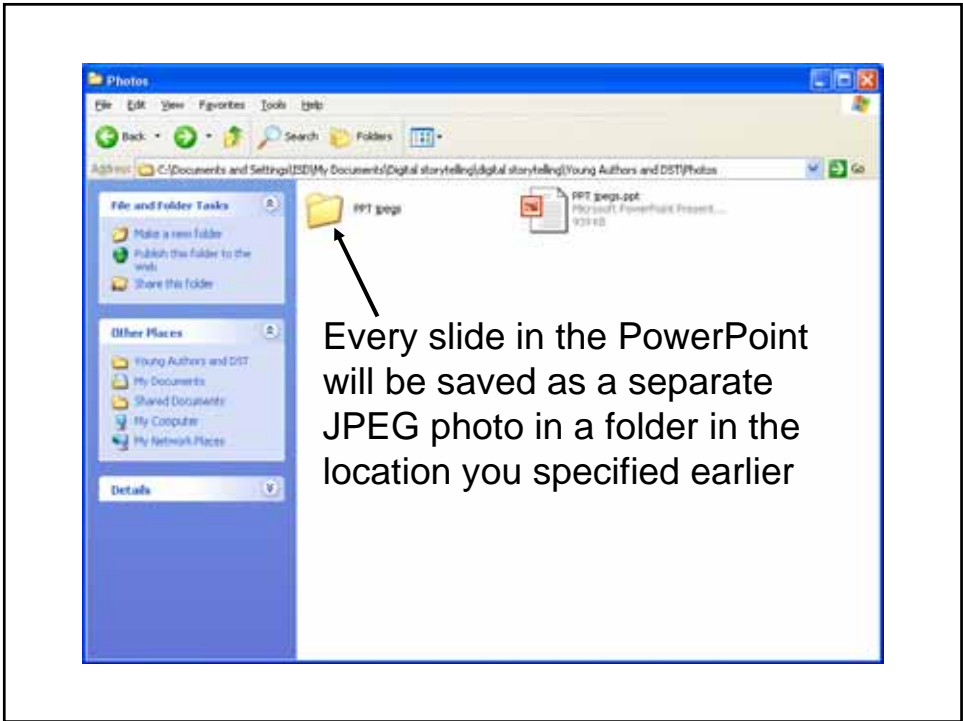 Photos
File Edit View Favorites Tools Help
Back Search Folders
Address C:\Documents and Settings\ISD\My Documents\Digital storytelling\digital storytelling\Young Authors and DST\Photos Go
File and Folder Tasks
Make a new folder
Publish this folder to the
Web
Share this folder
Other Places
Young Authors and DST
My Documents
Shared Documents
My Computer
My Network Places
Details
PPT jpegs
PPT jpegs.ppt
Microsoft PowerPoint Present...
939 KB
Every slide in the PowerPoint
will be saved as a separate
JPEG photo in a folder in the
location you specified earlier